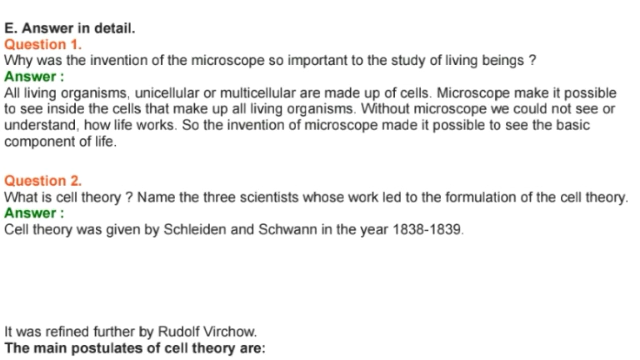 E. Answer in detail.
Question 1.
Why was the invention of the microscope so important to the study of living beings ?
Answer :
All living organisms, unicellular or multicellular are made up of cells. Microscope make it possible
to see inside the cells that make up all living organisms. Without microscope we could not see or
understand, how life works. So the invention of microscope made it possible to see the basic
component of life.
Question 2.
What is cell theory ? Name the three scientists whose work led to the formulation of the cell theory.
Answer :
Cell theory was given by Schleiden and Schwann in the year 1838-1839.
It was refined further by Rudolf Virchow.
The main postulates of cell theory are: